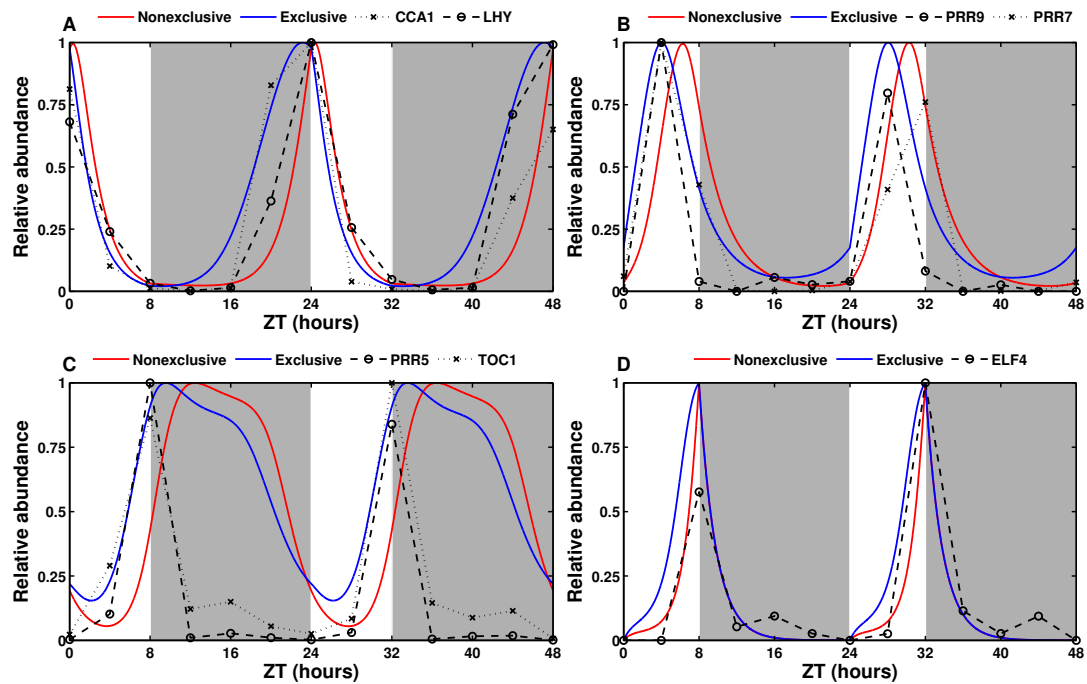 A Nonexclusive Exclusive CCA1 LHY
Relative abundance
1
0.75
0.5
0.25
0
0 8 16 24 32 40 48
ZT (hours)
B Nonexclusive Exclusive PRR9 PRR7
Relative abundance
1
0.75
0.5
0.25
0
0 8 16 24 32 40 48
ZT (hours)
C Nonexclusive Exclusive PRR5 TOC1
Relative abundance
1
0.75
0.5
0.25
0
0 8 16 24 32 40 48
ZT (hours)
D Nonexclusive Exclusive ELF4
Relative abundance
1
0.75
0.5
0.25
0
0 8 16 24 32 40 48
ZT (hours)